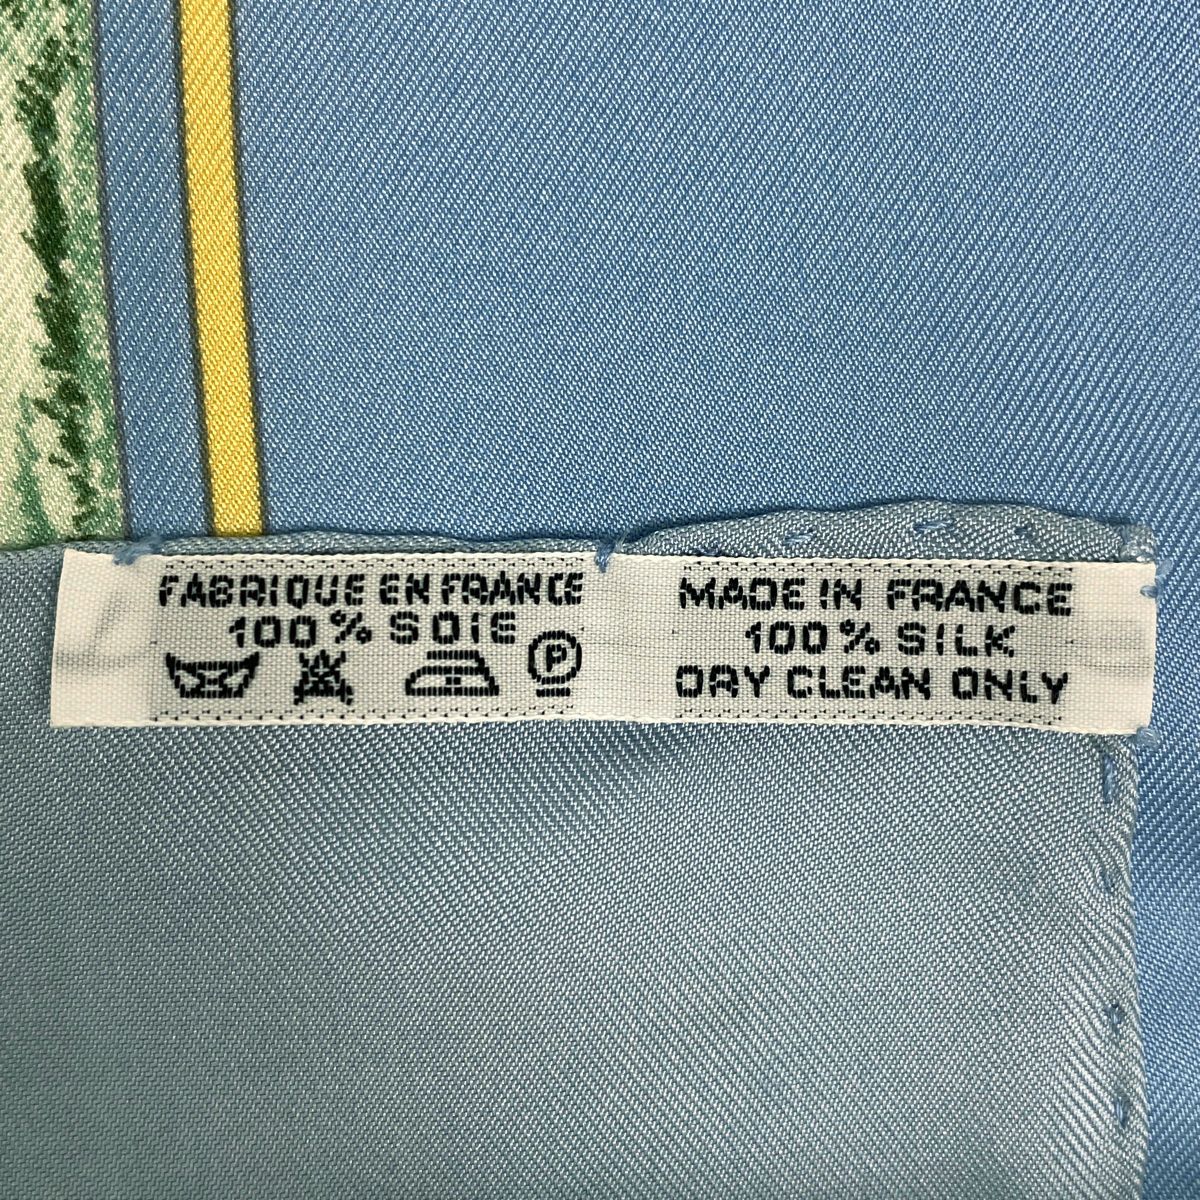 FABRIQUE EN FRANCE
100% SOIE
P
MADE IN FRANCE
100% SILK
DRY CLEAN ONLY